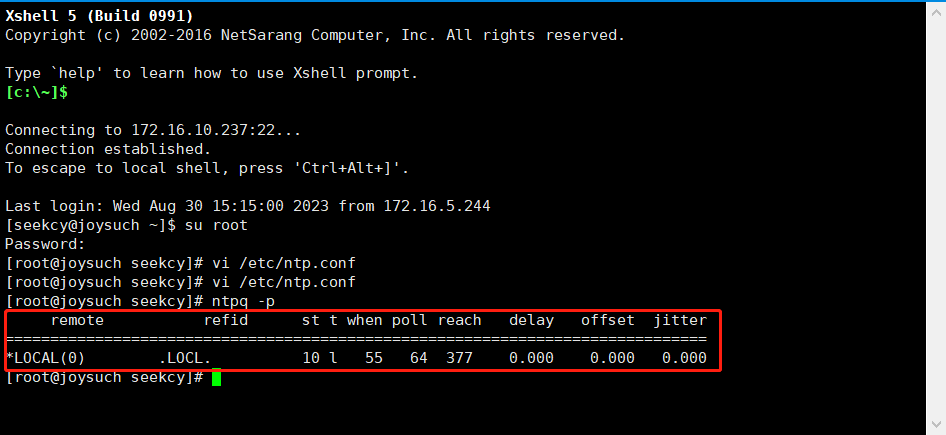 Xshell 5 (Build 0991)
Copyright (c) 2002-2016 NetSarang Computer, Inc. All rights reserved.
Type `help' to learn how to use Xshell prompt.
[c:\~]$
Connecting to 172.16.10.237:22...
Connection established.
To escape to local shell, press 'Ctrl+Alt+]'.
Last login: Wed Aug 30 15:15:00 2023 from 172.16.5.244
[seekcy@joysuch ~]$ su root
Password:
[root@joysuch seekcy]# vi /etc/ntp.conf
[root@joysuch seekcy]# vi /etc/ntp.conf
[root@joysuch seekcy]# ntpq -p
     remote           refid      st t when poll reach   delay   offset  jitter
==============================================================================
*LOCAL(0)        .LOCL.          10 l   55   64  377    0.000    0.000   0.000
[root@joysuch seekcy]#